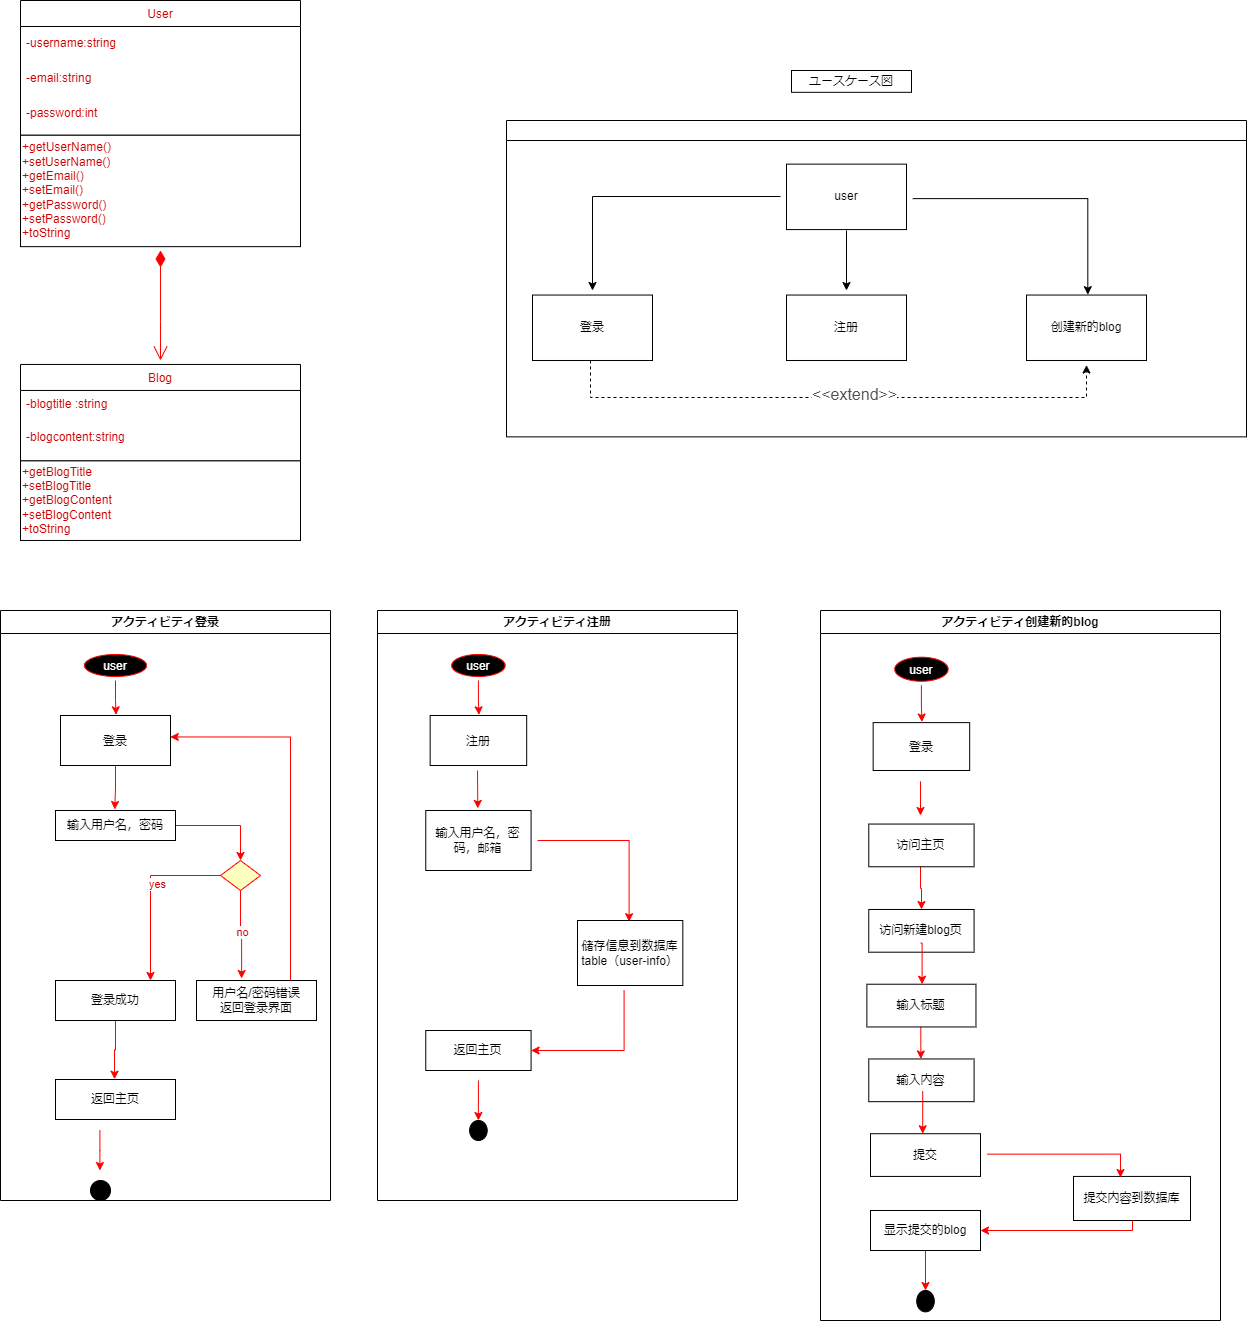 User
-username:string
-email:string
-password:int
+getUserName()
+setUserName()
+getEmail()
+setEmail()
+getPassword()
+setPassword()
+toString
Blog
-blogtitle :string
-blogcontent:string
+getBlogTitle
+setBlogTitle
+getBlogContent
+setBlogContent
+toString
ユースケース図
user
登录
注册
创建新的blog
<<extend>>
アクティビティ登录
user
登录
输入用户名，密码
yes
no
登录成功
用户名/密码错误
返回登录界面
返回主页
アクティビティ注册
user
注册
输入用户名，密
码，邮箱
储存信息到数据库
table（user-info）
返回主页
アクティビティ创建新的blog
user
登录
访问主页
访问新建blog页
输入标题
输入内容
提交
提交内容到数据库
显示提交的blog